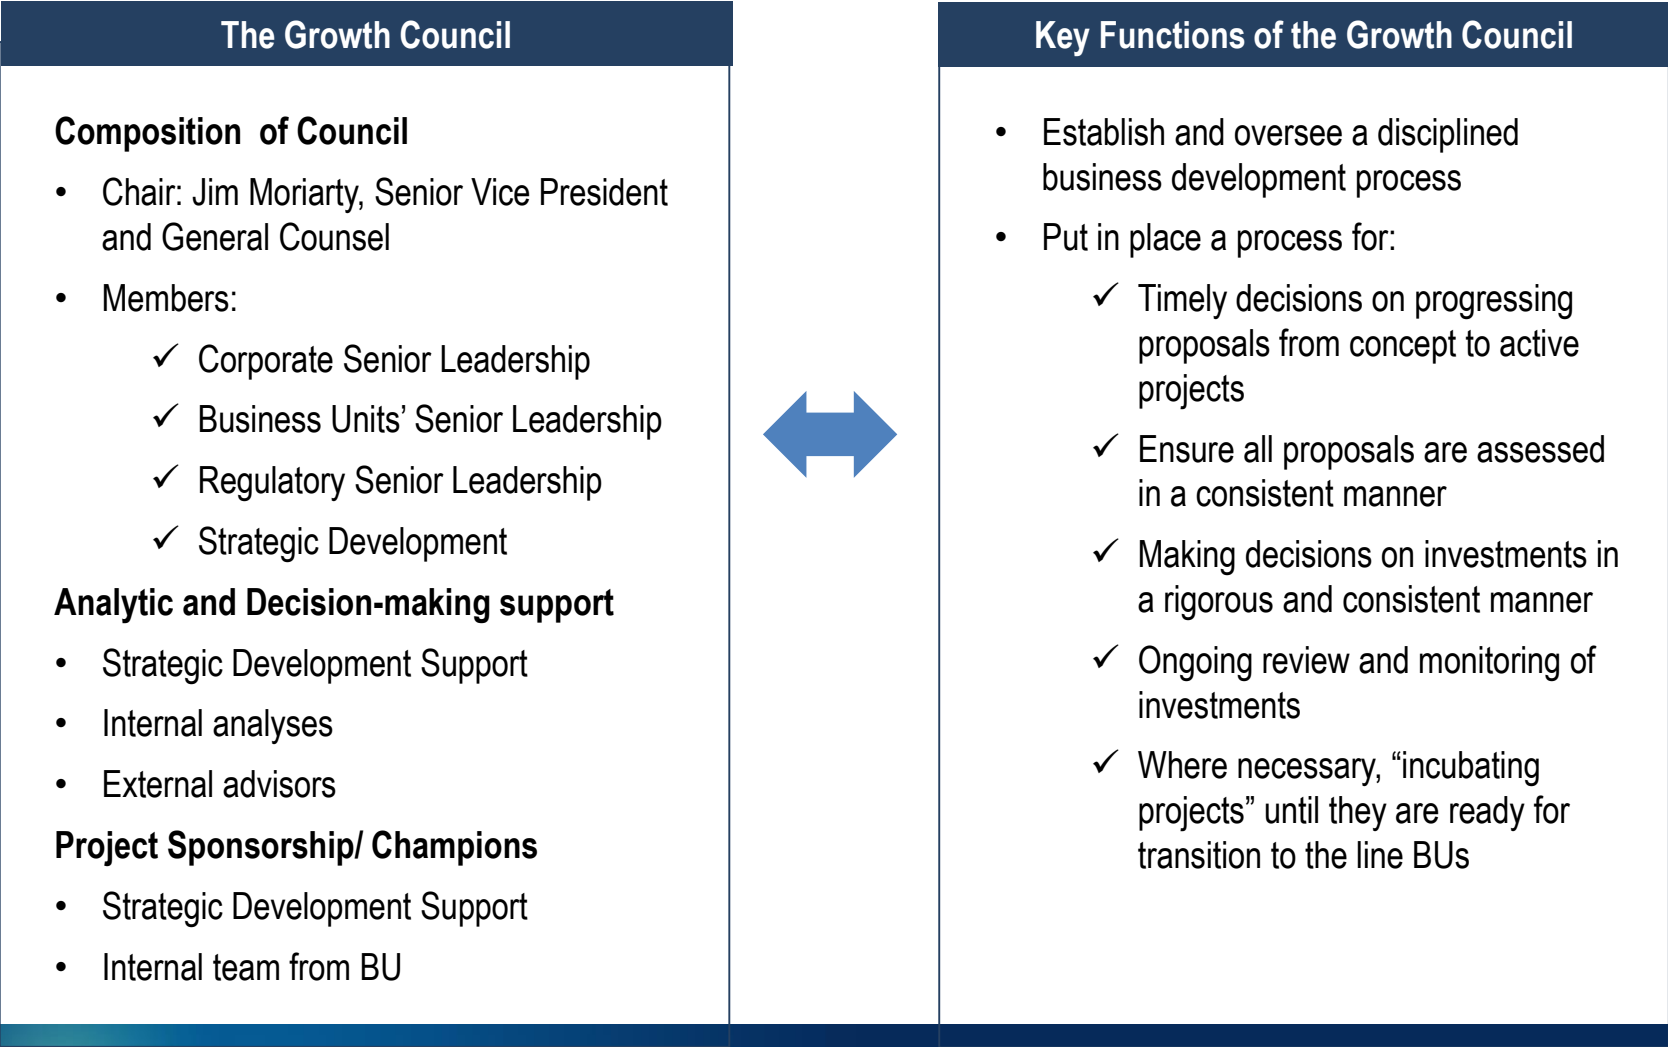 The Growth Council
Composition  of Council
• Chair: Jim Moriarty, Senior Vice President
and General Counsel
• Members:
✓ Corporate Senior Leadership
✓ Business Units’ Senior Leadership
✓ Regulatory Senior Leadership
✓ Strategic Development
Analytic and Decision-making support
• Strategic Development Support
• Internal analyses
• External advisors
Project Sponsorship/ Champions
• Strategic Development Support
• Internal team from BU
Key Functions of the Growth Council
• Establish and oversee a disciplined
business development process
• Put in place a process for:
✓ Timely decisions on progressing
proposals from concept to active
projects
✓ Ensure all proposals are assessed
in a consistent manner
✓ Making decisions on investments in
a rigorous and consistent manner
✓ Ongoing review and monitoring of
investments
✓ Where necessary, “incubating
projects” until they are ready for
transition to the line BUs